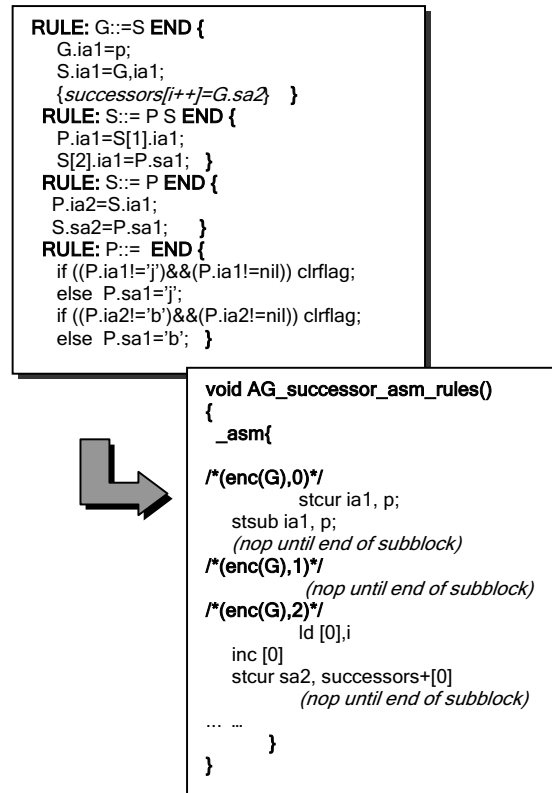 RULE: G::=S END {
G.ia1=p;
S.ia1=G,ia1;
{successors[i++]=G.sa2} }
RULE: S::= P S END {
P.ia1=S[1].ia1;
S[2].ia1=P.sa1; }
RULE: S::= P END {
P.ia2=S.ia1;
S.sa2=P.sa1; }
RULE: P::= END {
if ((P.ia1!='j')&&(P.ia1!=nil)) clrflag;
else P.sa1='j';
if ((P.ia2!='b')&&(P.ia2!=nil)) clrflag;
else P.sa1='b'; }
void AG_successor_asm_rules()
{
_asm{
/*(enc(G),0)*/
stcur ia1, p;
stsub ia1, p;
(nop until end of subblock)
/*(enc(G),1)*/
(nop until end of subblock)
/*(enc(G),2)*/
ld [0],i
inc [0]
stcur sa2, successors+[0]
(nop until end of subblock)
... ...
}
}